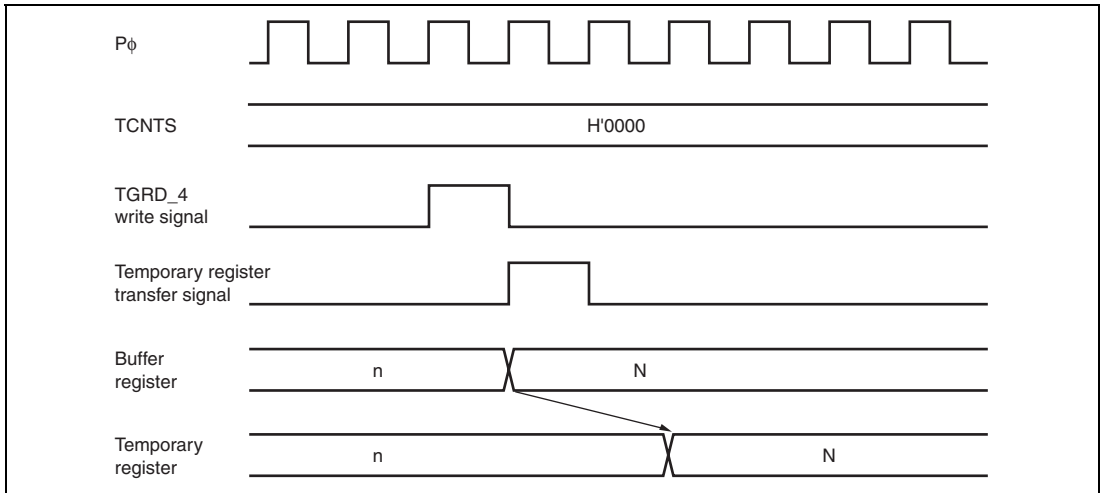 Pφ
TCNTS
H'0000
TGRD_4
write signal
Temporary register
transfer signal
Buffer
register
n
N
Temporary
register
n
N